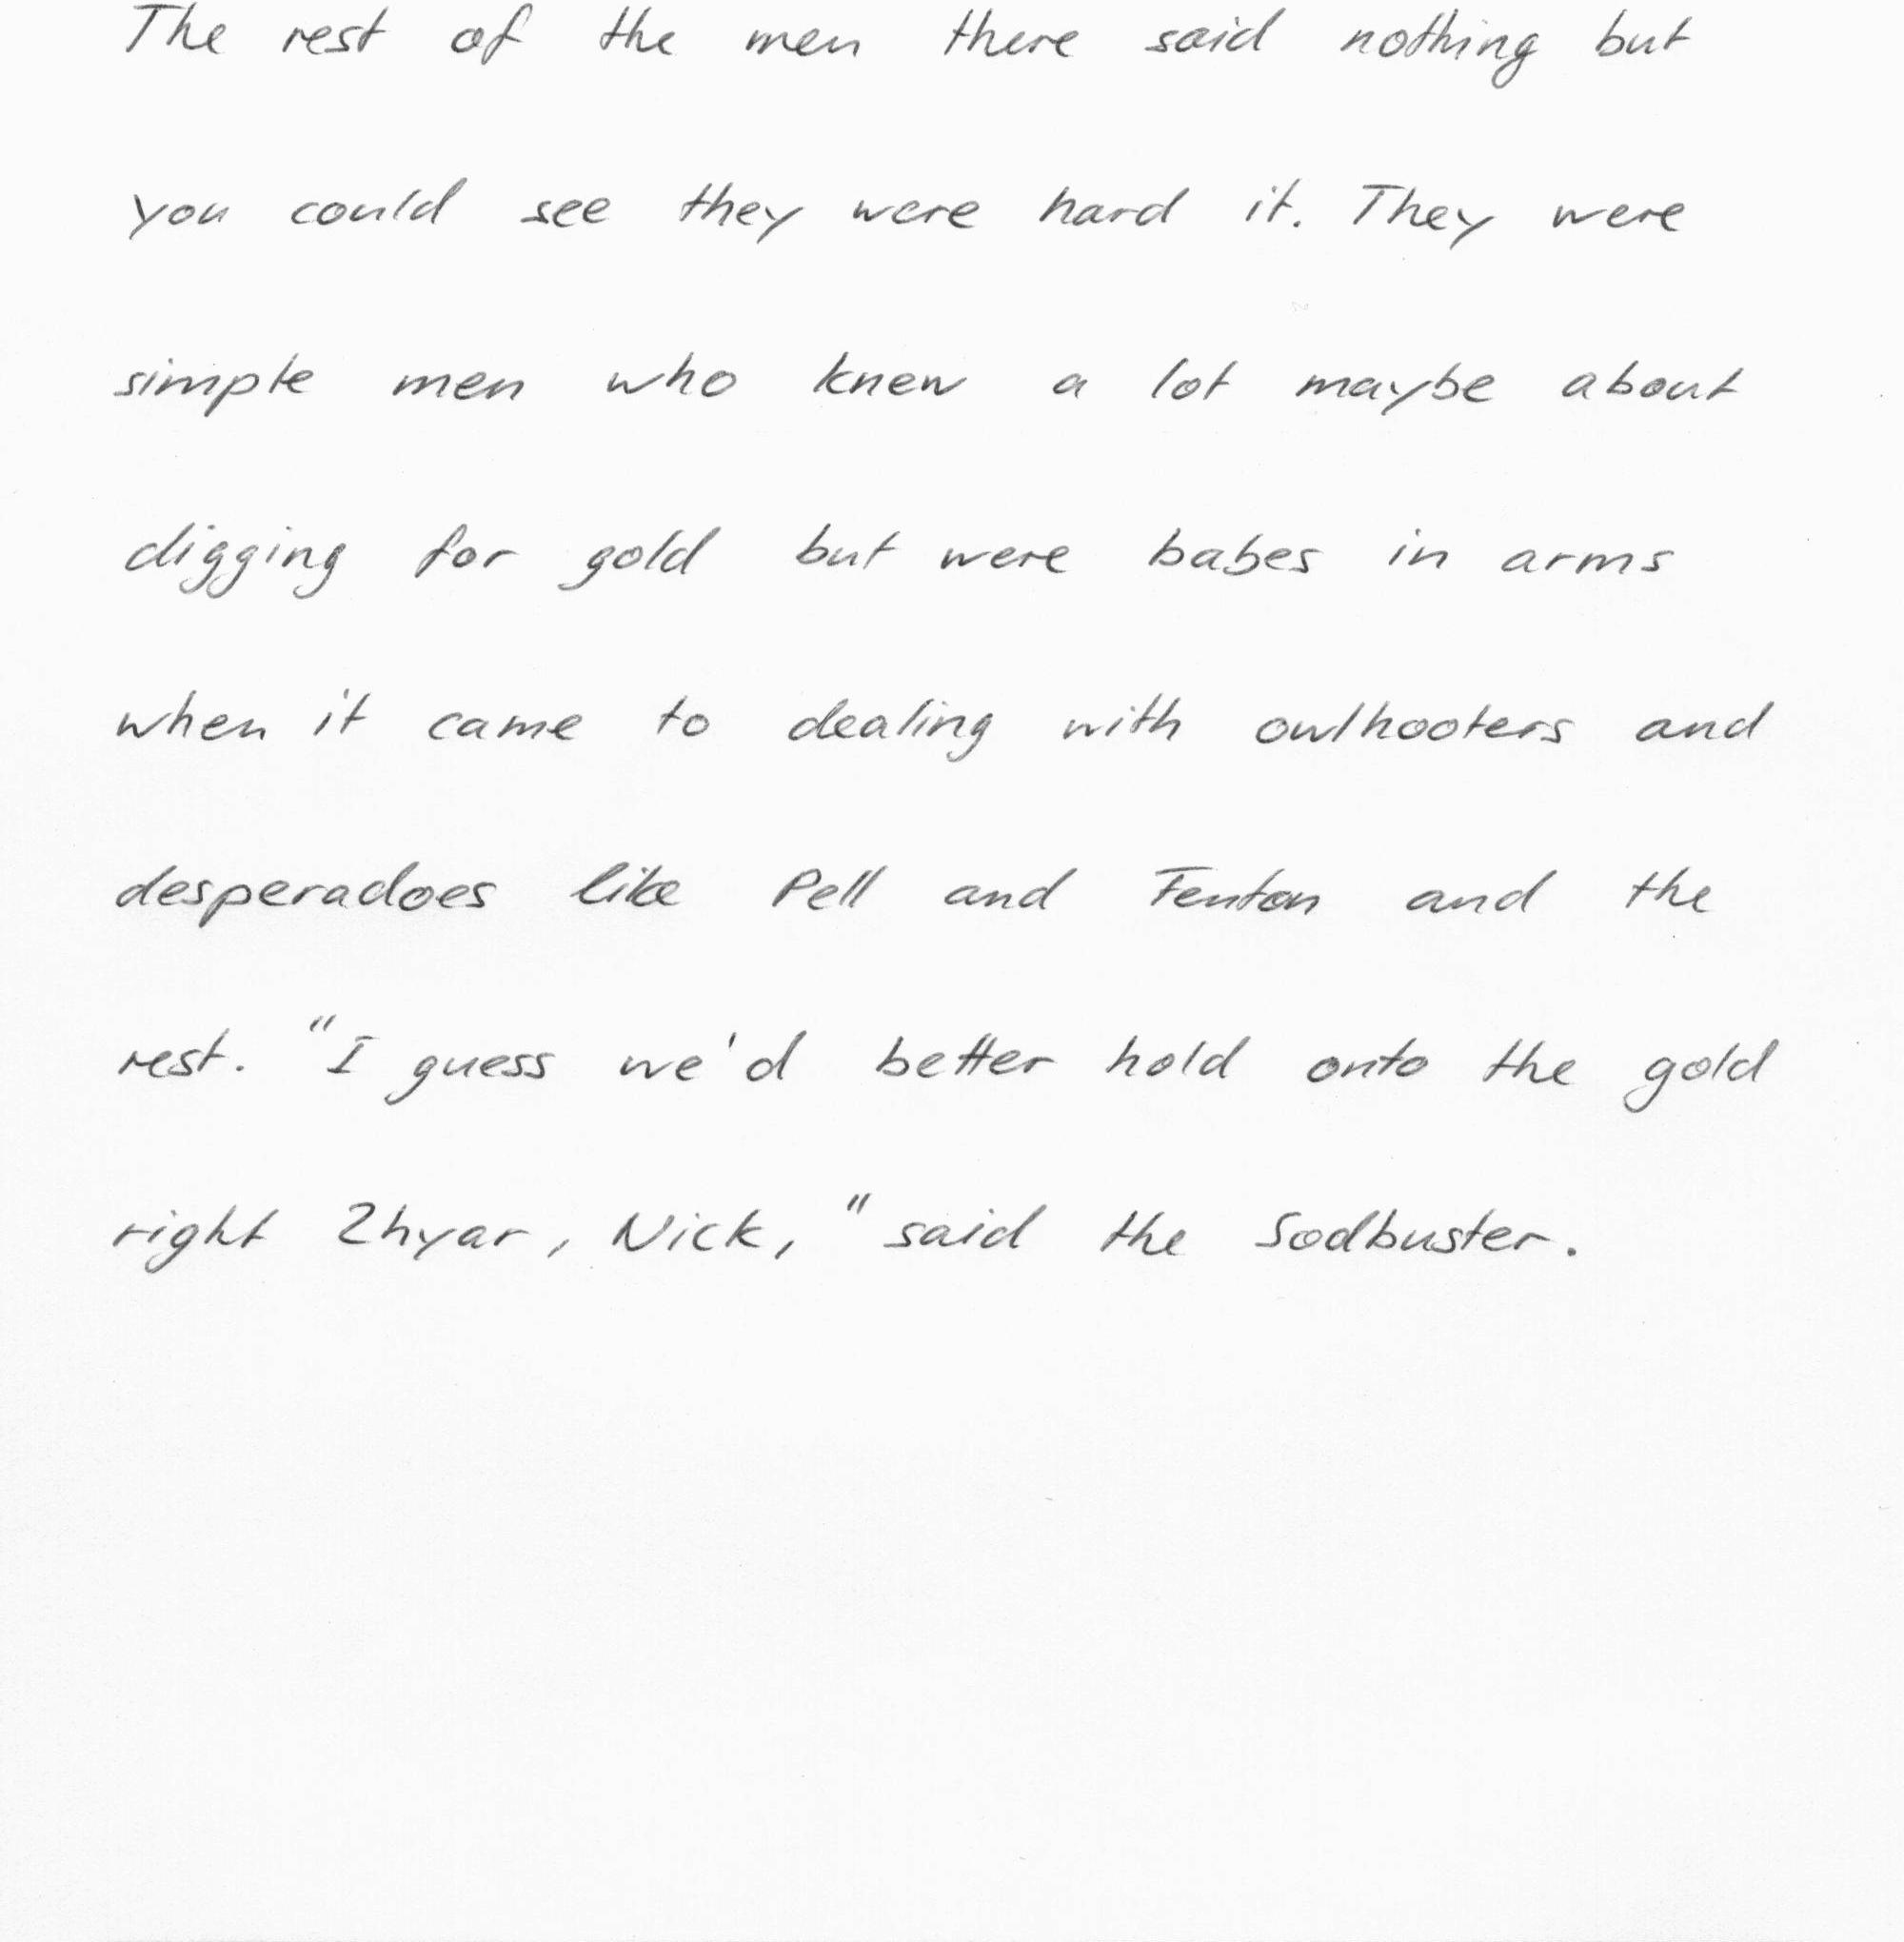 The rest of the men there said nothing but
you could see they were hard it. They were
simple men who knew a lot maybe about
digging for gold but were babes in arms
when it came to dealing with owlhooters and
desperadoes like Pell and Fenton and the
rest. "I guess we'd better hold onto the gold
right 2hyar, Nick," said the Sodbuster.